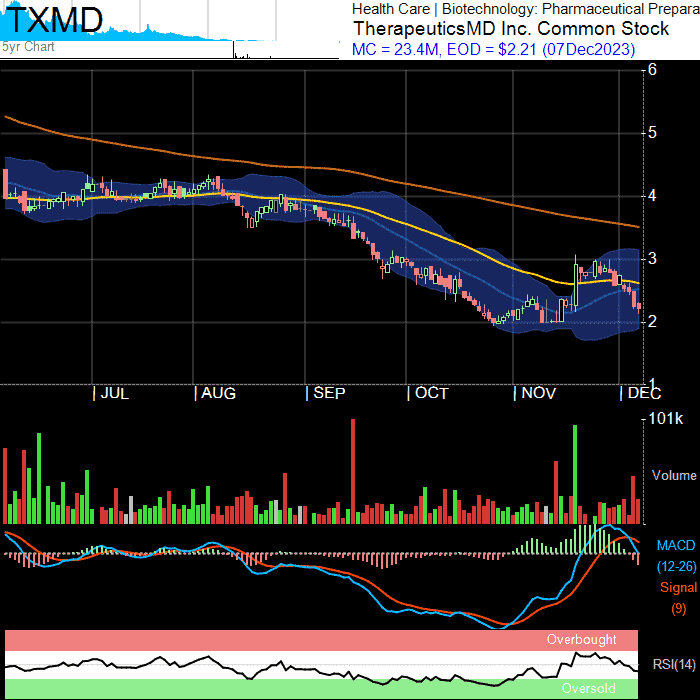 TXMD
Health Care | Biotechnology: Pharmaceutical Prepara
TherapeuticsMD Inc. Common Stock
5yr Chart
MC = 23.4M, EOD = $2.21 (07Dec2023)
6
5
4
3
2
1
JUL
AUG
SEP
OCT
NOV
DEC
101k
Volume
MACD
(12-26)
Signal
(9)
Overbought
RSI(14)
Oversold